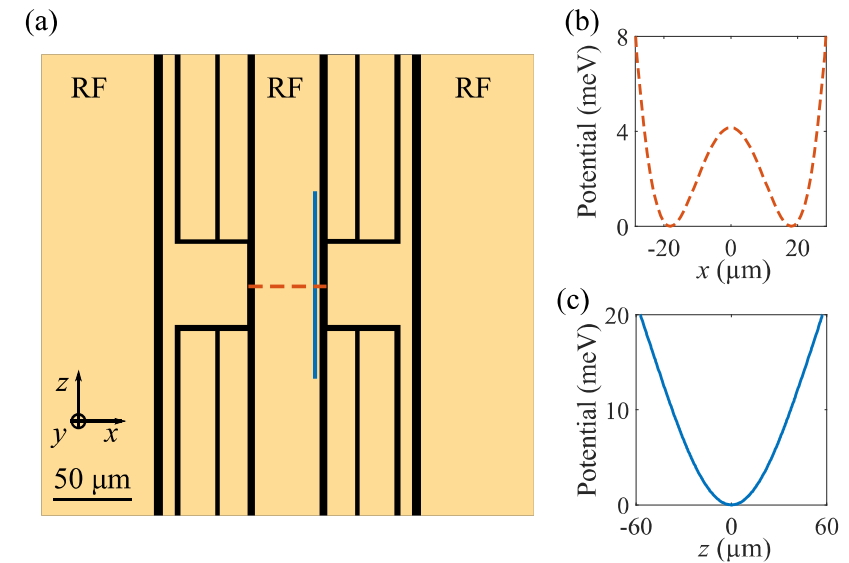 (a)
RF RF RF
z
y x
50 μm
(b)
Potential (meV)
8
4
0
-20 0 20
x (μm)
(c)
Potential (meV)
20
10
0
-60 0 60
z (μm)